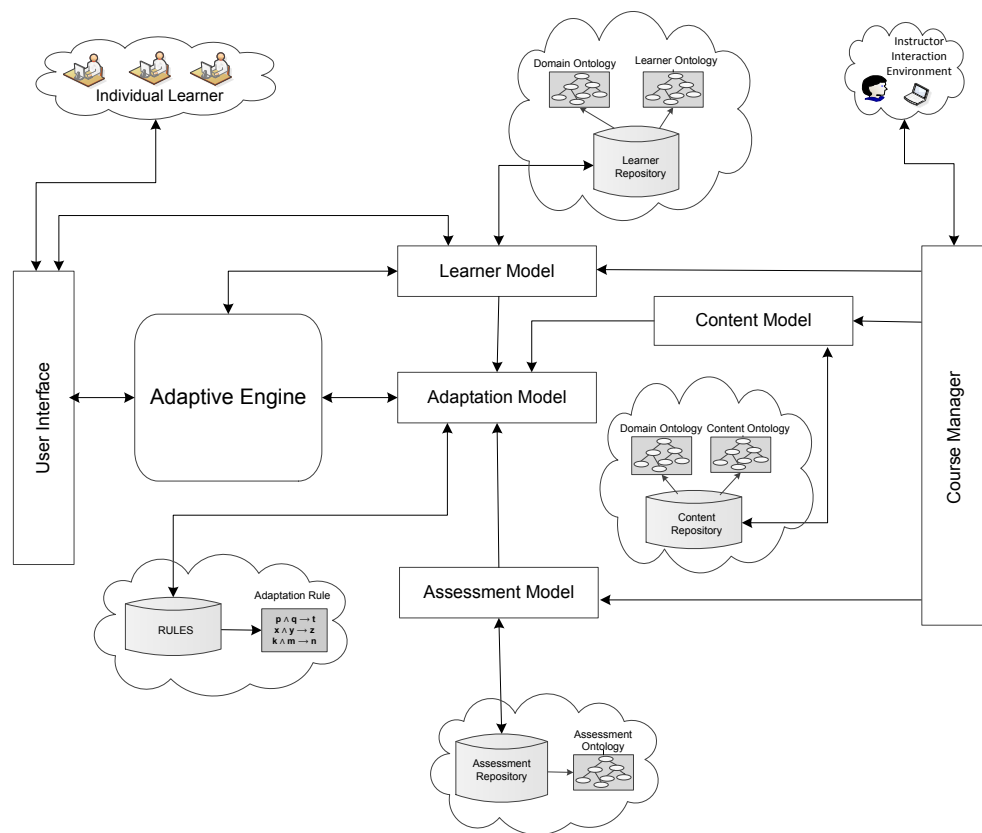 Individual Learner
Domain Ontology
Learner Ontology
Learner
Repository
Instructor
Interaction
Environment
Learner Model
Content Model
User Interface
Adaptive Engine
Adaptation Model
Course Manager
Domain Ontology
Content Ontology
Content
Repository
Assessment Model
RULES
Adaptation Rule
p ∧ q → t
x ∧ y → z
k ∧ m → n
Assessment
Repository
Assessment
Ontology